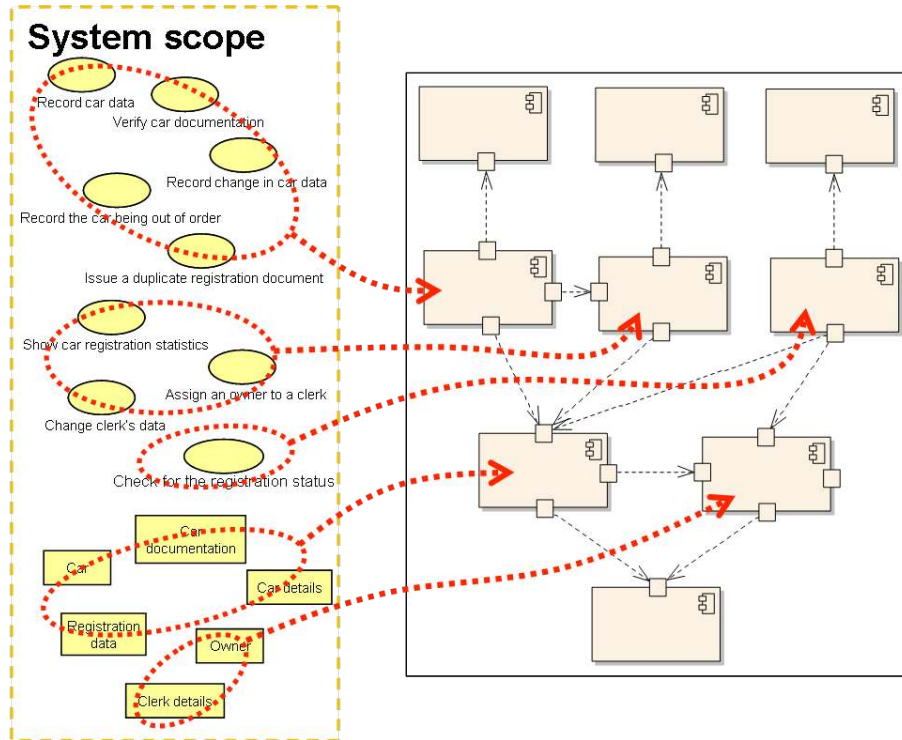 System scope
Record car data
Verify car documentation
Record change in car data
Record the car being out of order
Issue a duplicate registration document
Show car registration statistics
Assign an owner to a clerk
Change clerk's data
Check for the registration status
Car
documentation
Car
Car details
Registration
data
Owner
Clerk details